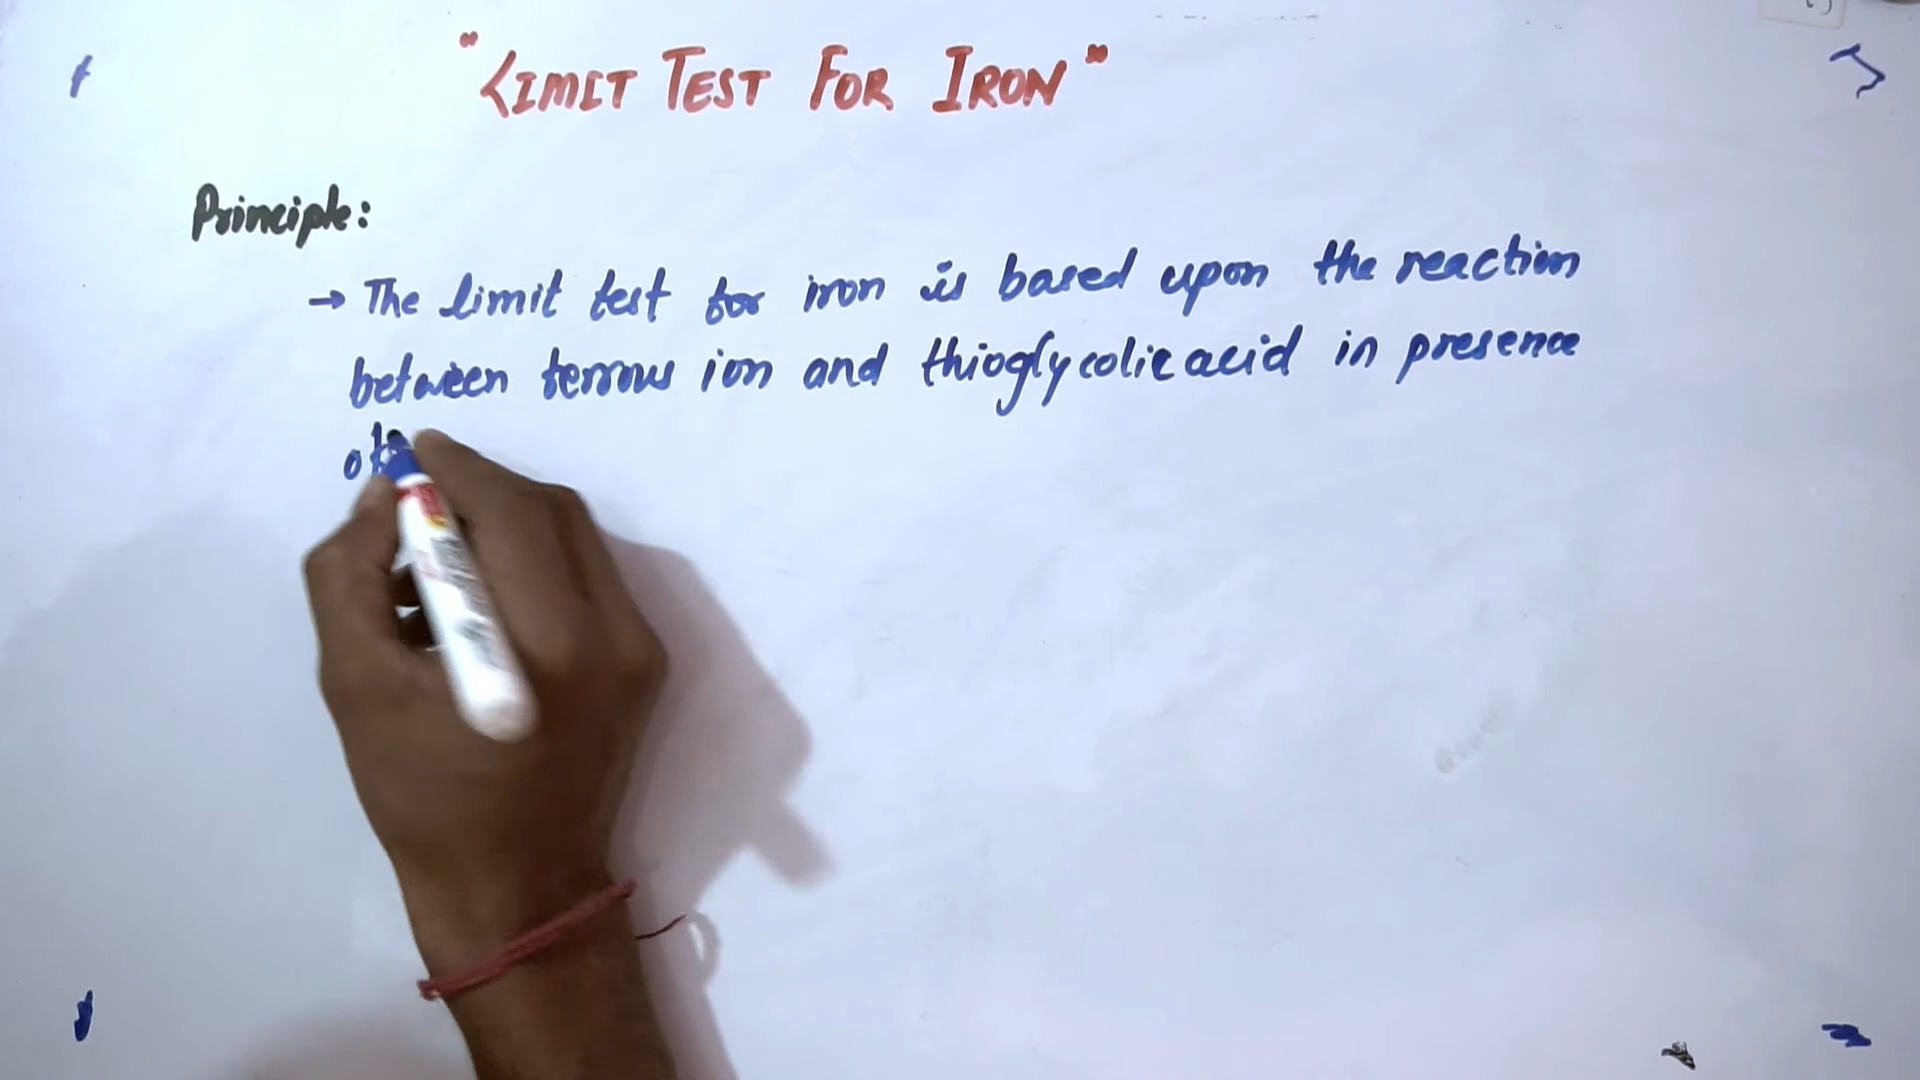 "LIMIT TEST FOR IRON"
Principle:
→ The limit test for iron is based upon the reaction
between ferrous ion and thioglycolic acid in presence
of